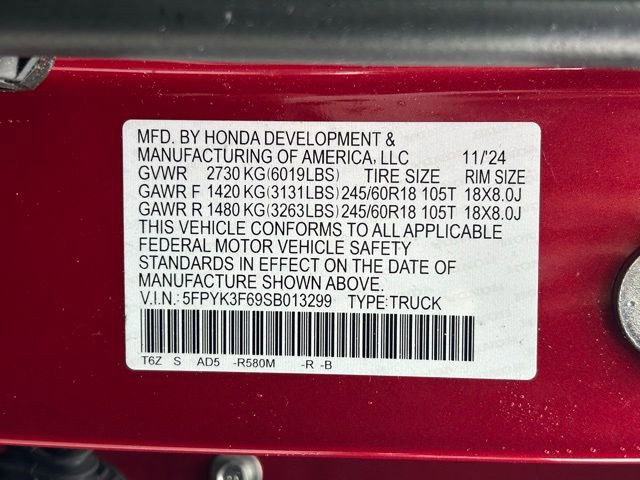 MFD. BY HONDA DEVELOPMENT &
MANUFACTURING OF AMERICA, LLC 11/'24
GVWR 2730 KG(6019LBS) TIRE SIZE RIM SIZE
GAWR F 1420 KG(3131LBS) 245/60R18 105T 18X8.0J
GAWR R 1480 KG(3263LBS) 245/60R18 105T 18X8.0J
THIS VEHICLE CONFORMS TO ALL APPLICABLE
FEDERAL MOTOR VEHICLE SAFETY
STANDARDS IN EFFECT ON THE DATE OF
MANUFACTURE SHOWN ABOVE.
V.I.N.: 5FPYK3F69SB013299 TYPE:TRUCK
T6Z S AD5 -R580M -R -B